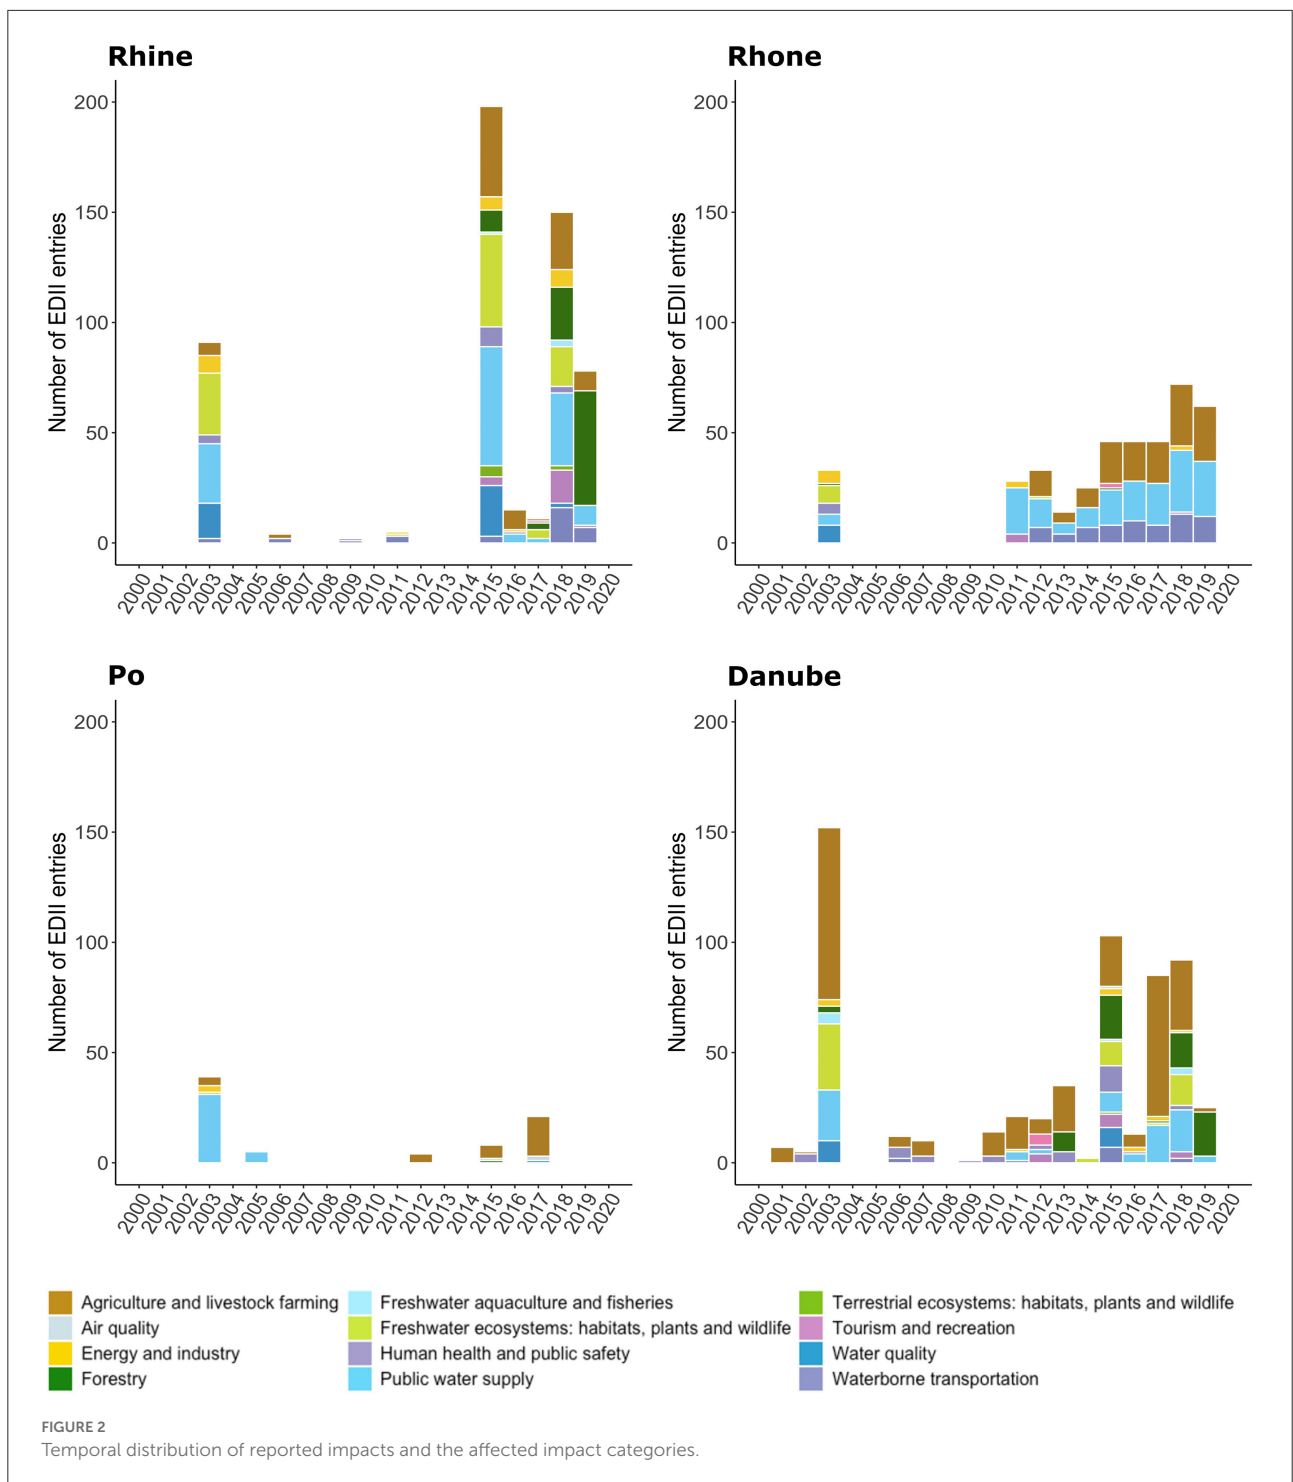 Rhine
Number of EDII entries
200
150
100
50
0
2000 2001 2002 2003 2004 2005 2006 2007 2008 2009 2010 2011 2012 2013 2014 2015 2016 2017 2018 2019 2020
Rhone
Number of EDII entries
200
150
100
50
0
2000 2001 2002 2003 2004 2005 2006 2007 2008 2009 2010 2011 2012 2013 2014 2015 2016 2017 2018 2019 2020
Po
Number of EDII entries
200
150
100
50
0
2000 2001 2002 2003 2004 2005 2006 2007 2008 2009 2010 2011 2012 2013 2014 2015 2016 2017 2018 2019 2020
Danube
Number of EDII entries
200
150
100
50
0
2000 2001 2002 2003 2004 2005 2006 2007 2008 2009 2010 2011 2012 2013 2014 2015 2016 2017 2018 2019 2020
Agriculture and livestock farming
Air quality
Energy and industry
Forestry
Freshwater aquaculture and fisheries
Freshwater ecosystems: habitats, plants and wildlife
Human health and public safety
Public water supply
Terrestrial ecosystems: habitats, plants and wildlife
Tourism and recreation
Water quality
Waterborne transportation
FIGURE 2
Temporal distribution of reported impacts and the affected impact categories.